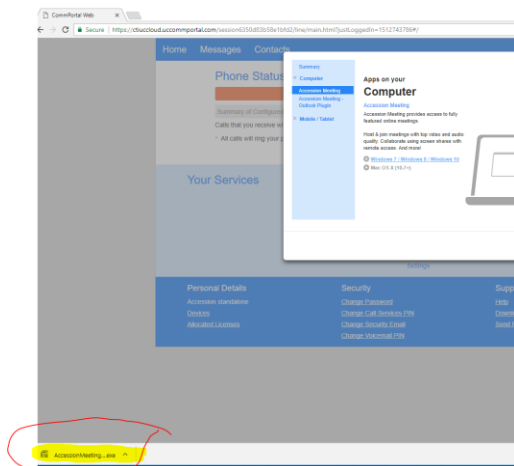 CommPortal Web
Secure | https://c5iuccloud.uccommportal.com/session6350d83b58e1bfd2/line/main.html?justLoggedIn=1512743786#/
Home Messages Contacts
Phone Status
Summary of Configura
Calls that you receive w
All calls will ring your p
Your Services
Summary
Computer
Accession Meeting
Accession Meeting -
Outlook Plugin
Mobile / Tablet
Apps on your
Computer
Accession Meeting
Accession Meeting provides access to fully
featured online meetings.
Host & join meetings with top video and audio
quality. Collaborate using screen shares with
remote access. And more!
Windows 7 / Windows 8 / Windows 10
Mac OS X (10.7+)
Settings
Personal Details
Accession standalone
Devices
Allocated Licenses
Security
Change Password
Change Call Services PIN
Change Security Email
Change Voicemail PIN
Supp
Help
Downl
Send F
AccessionMeeting....exe